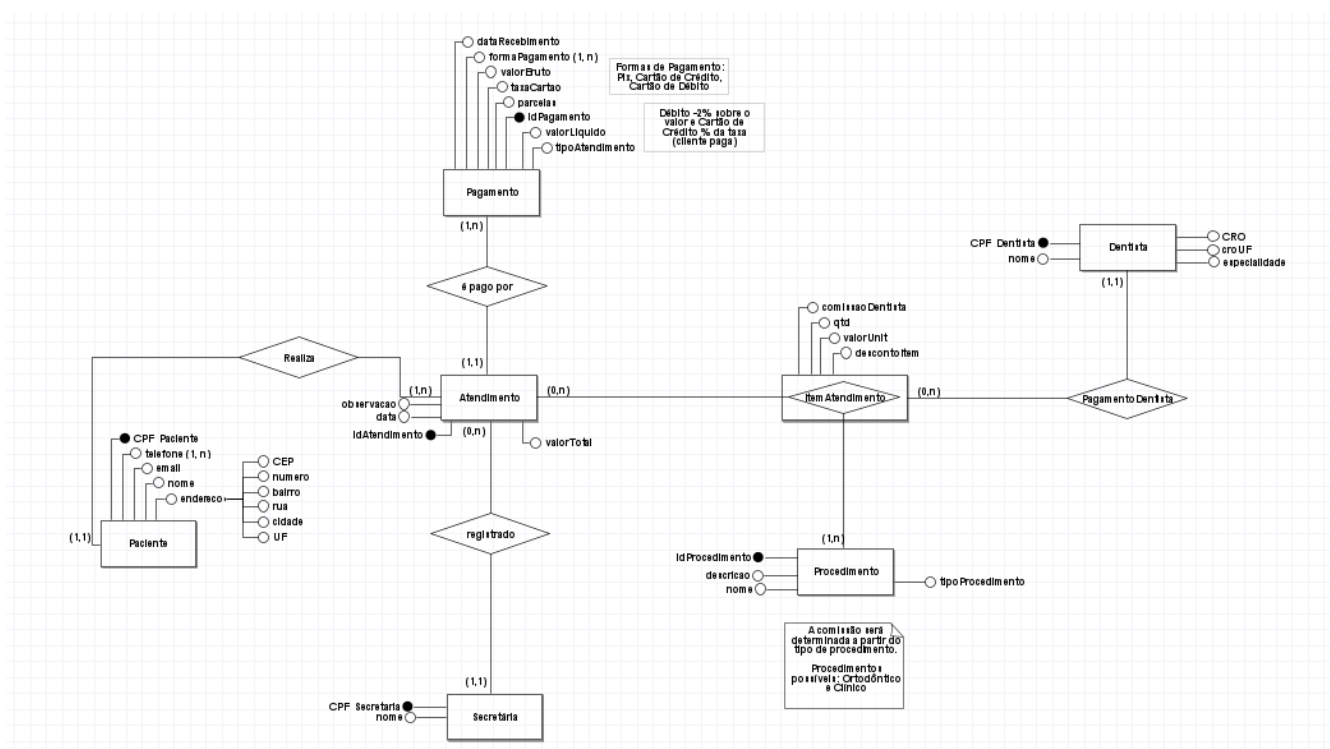 dataRecebimento
formaPagamento (1, n)
valorBruto
taxaCartao
parcelas
idPagamento
valorLiquido
tipoAtendimento
Formas de Pagamento:
Pix, Cartão de Crédito,
Cartão de Débito
Débito -2% sobre o
valor e Cartão de
Crédito % da taxa
(cliente paga)
Pagamento
(1,n)
é pago por
(1,1)
CPF Dentista
nome
Dentista
CRO
croUF
especialidade
(1,1)
comissaoDentista
qtd
valorUnit
descontoItem
Realiza
(1,n)
Atendimento
(0,n)
ItemAtendimento
(0,n)
Pagamento Dentista
observacao
data
idAtendimento
(0,n)
valorTotal
CPF Paciente
telefone (1, n)
email
nome
endereco
CEP
numero
bairro
rua
cidade
UF
(1,1)
Paciente
registrado
(1,n)
idProcedimento
descricao
nome
Procedimento
tipoProcedimento
A comissão será
determinada a partir do
tipo de procedimento.
Procedimentos
possíveis: Ortodôntico
e Clínico
(1,1)
CPF Secretaria
nome
Secretária